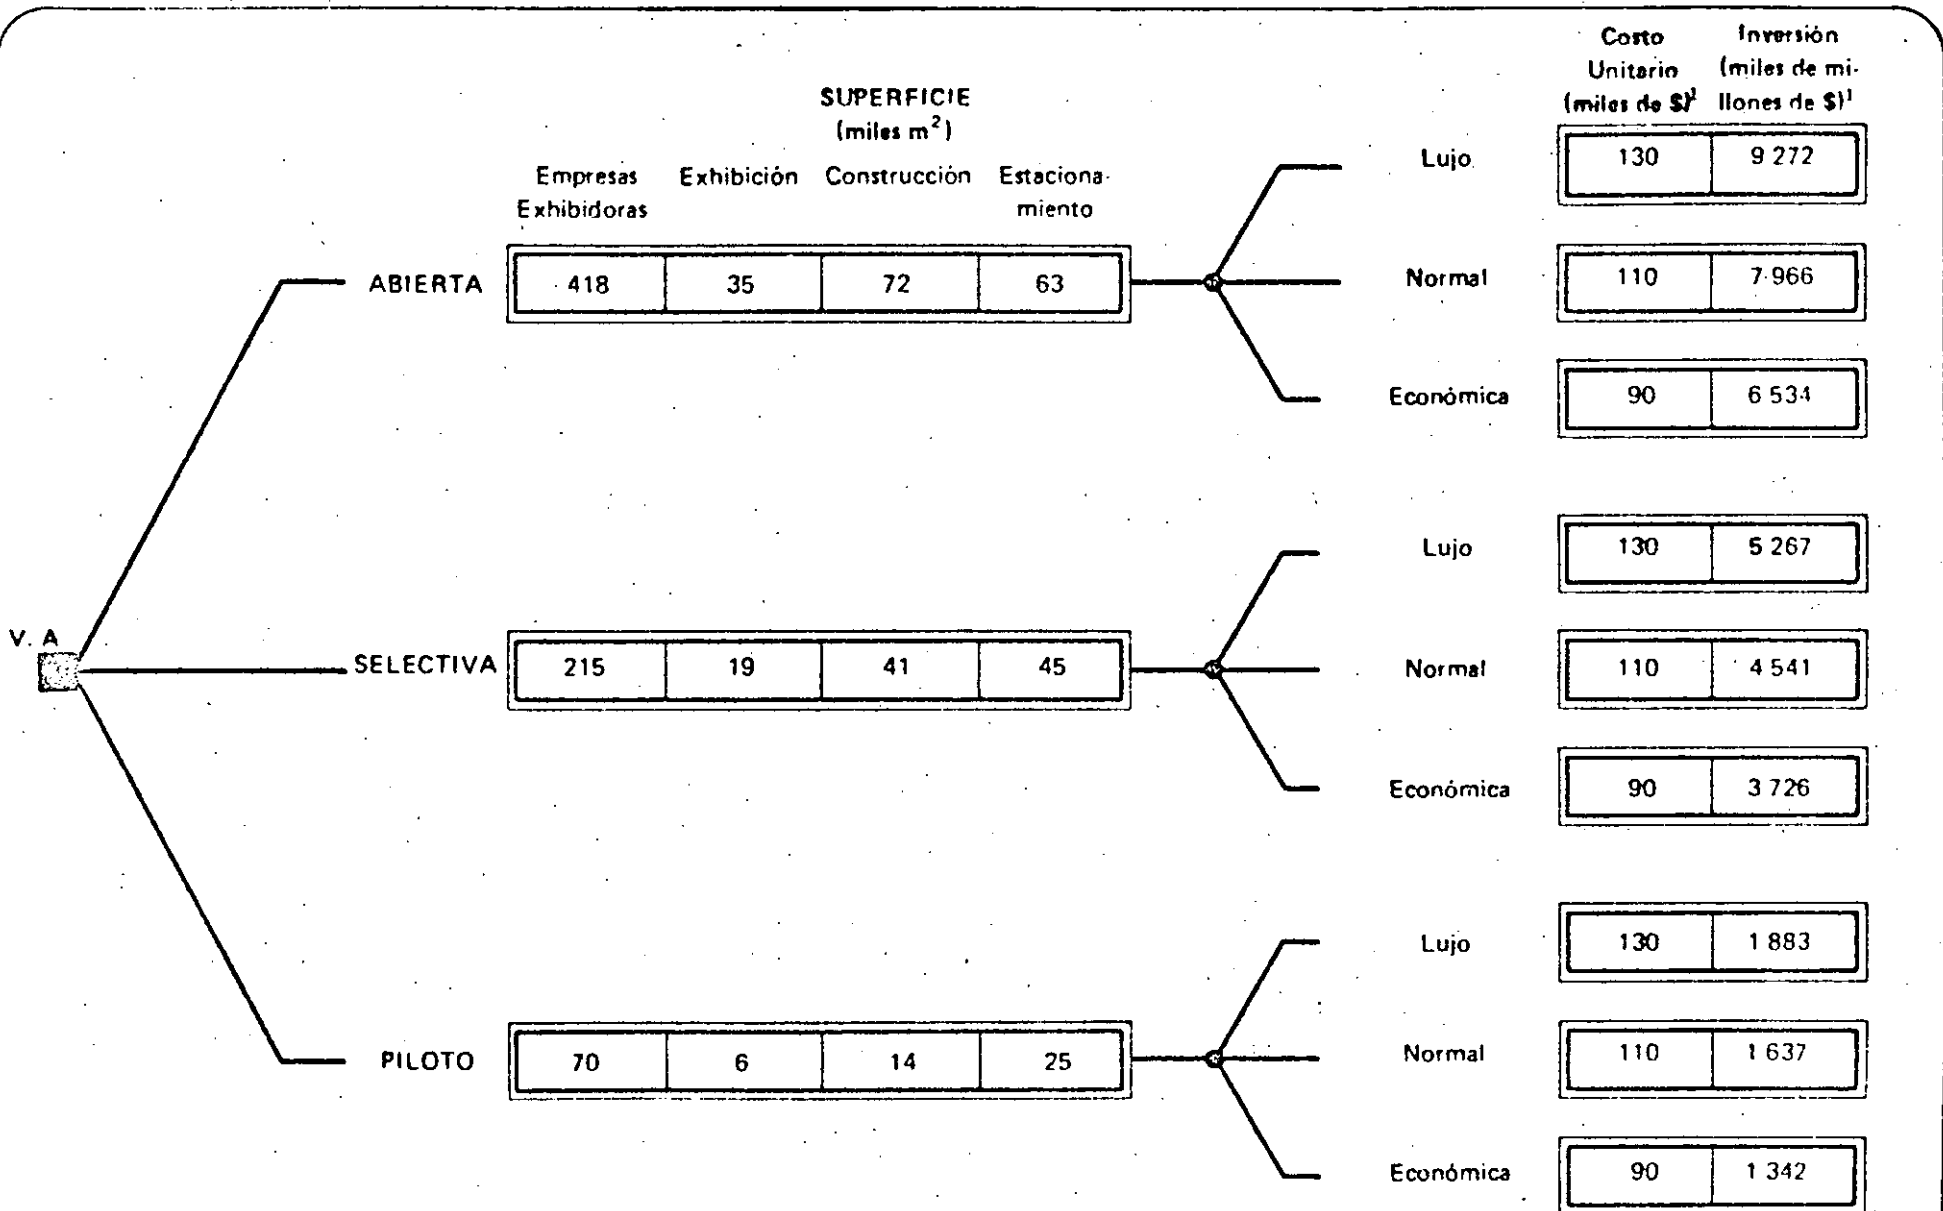 Costo Inversión
Unitario (miles de mi-
(miles de $)¹ llones de $)¹
SUPERFICIE
(miles m²)
Empresas Exhibición Construcción Estaciona-
Exhibidoras miento
Lujo 130 9 272
ABIERTA 418 35 72 63 Normal 110 7 966
Económica 90 6 534
Lujo 130 5 267
V. A
SELECTIVA 215 19 41 45 Normal 110 4 541
Económica 90 3 726
Lujo 130 1 883
PILOTO 70 6 14 25 Normal 110 1 637
Económica 90 1 342